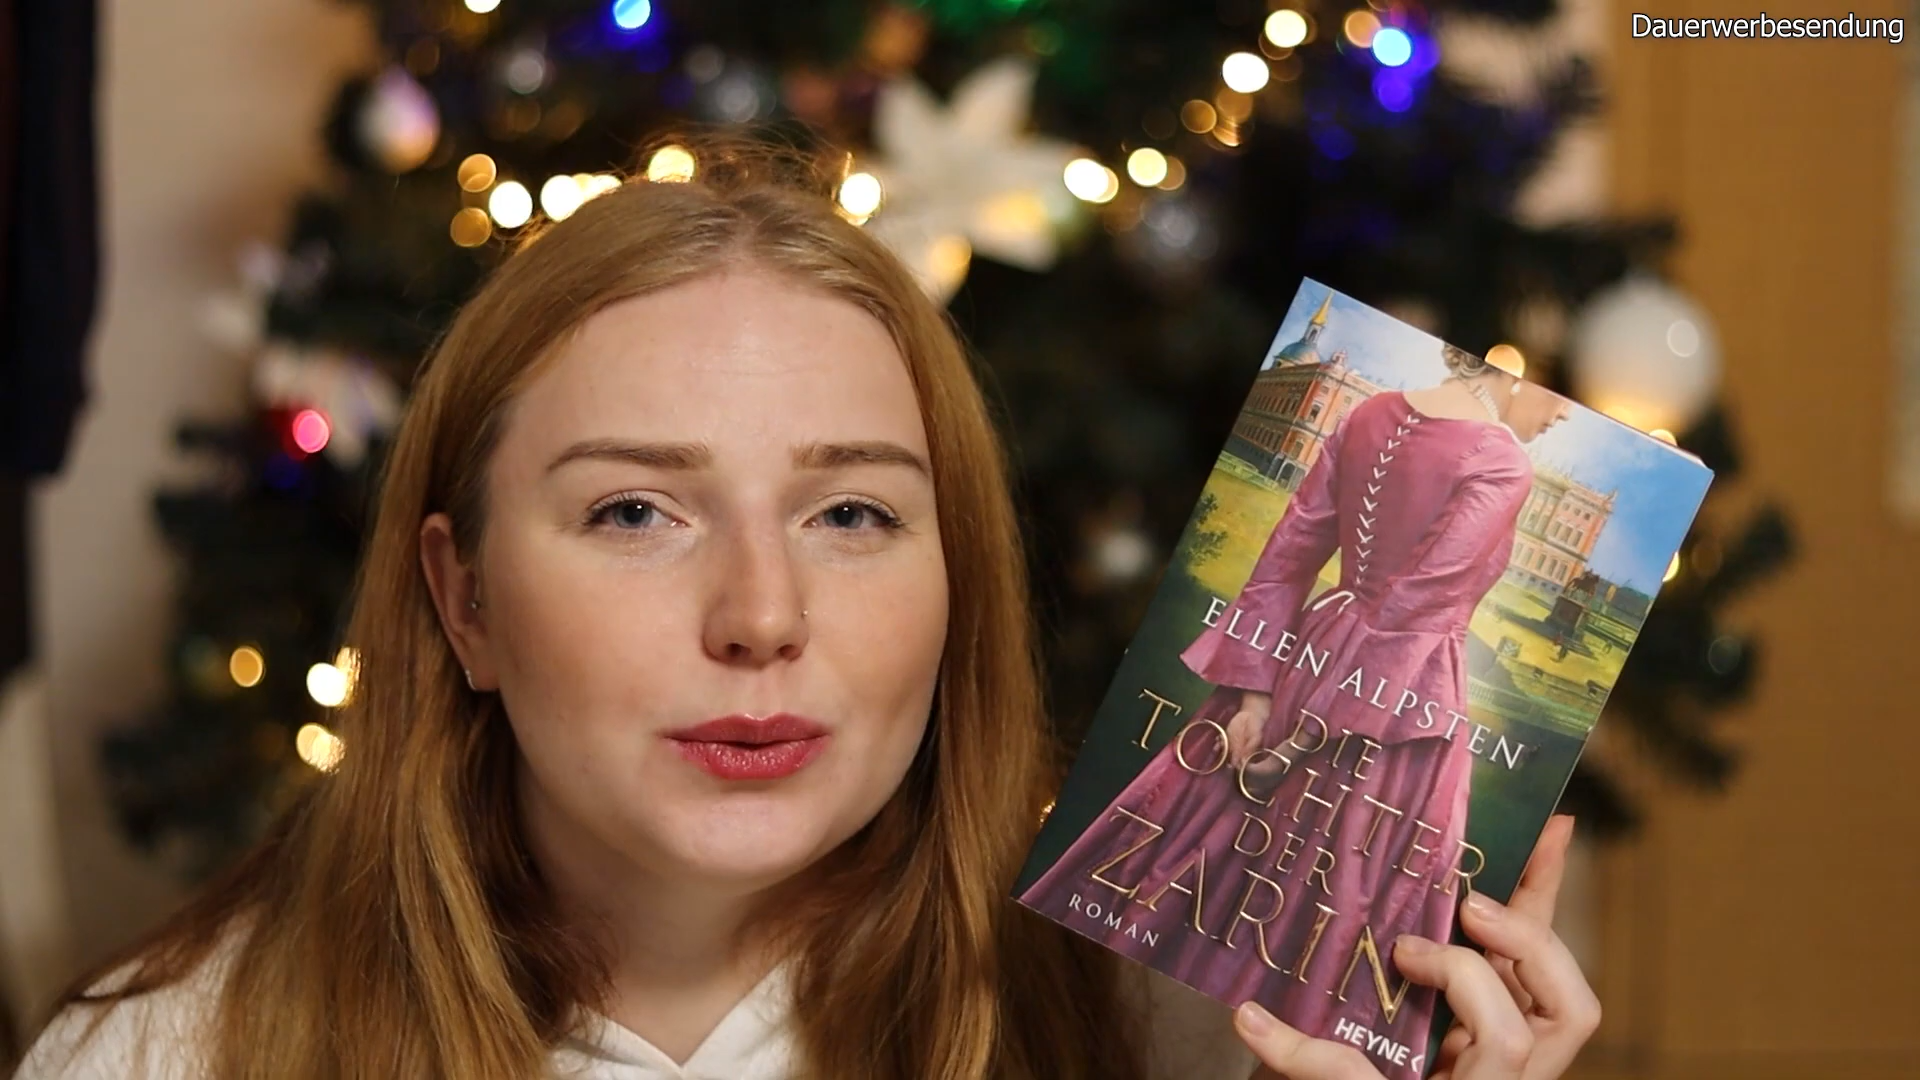 Dauerwerbesendung
ELLEN ALPSTEN
DIE
TOCHTER
DER
ZARIN
ROMAN
HEYNE<